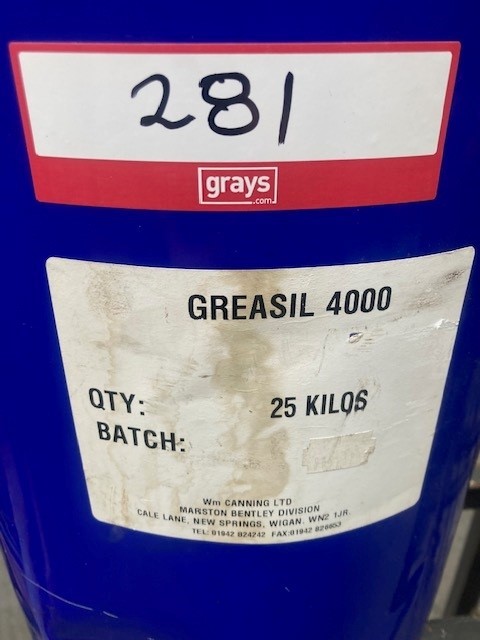 281
grays
.com
GREASIL 4000
QTY: 25 KILOS
BATCH:
Wm CANNING LTD
MARSTON BENTLEY DIVISION
CALE LANE, NEW SPRINGS, WIGAN. WN2 1JR.
TEL: 01942 824242 FAX:01942 829853